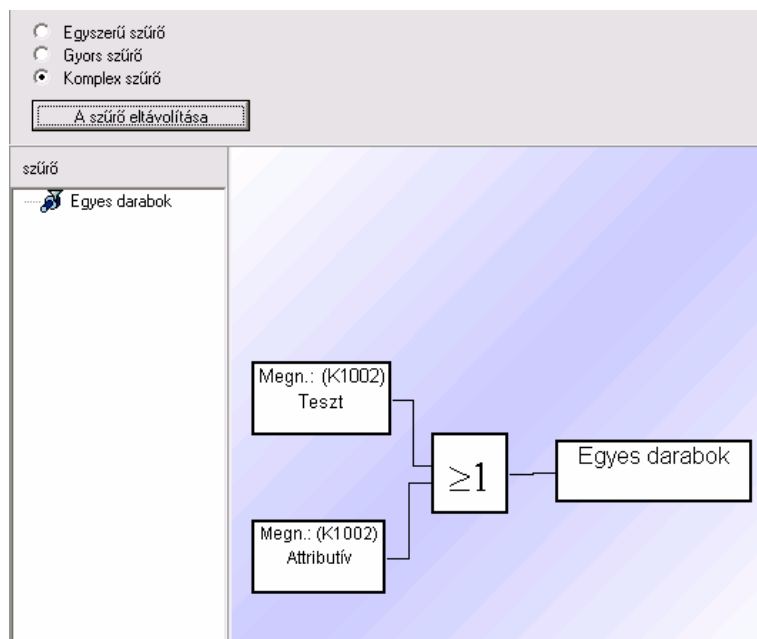 Egyszerű szűrő
Gyors szűrő
Komplex szűrő
A szűrő eltávolítása
szűrő
Egyes darabok
Megn.: (K1002)
Teszt
≥1
Egyes darabok
Megn.: (K1002)
Attributív